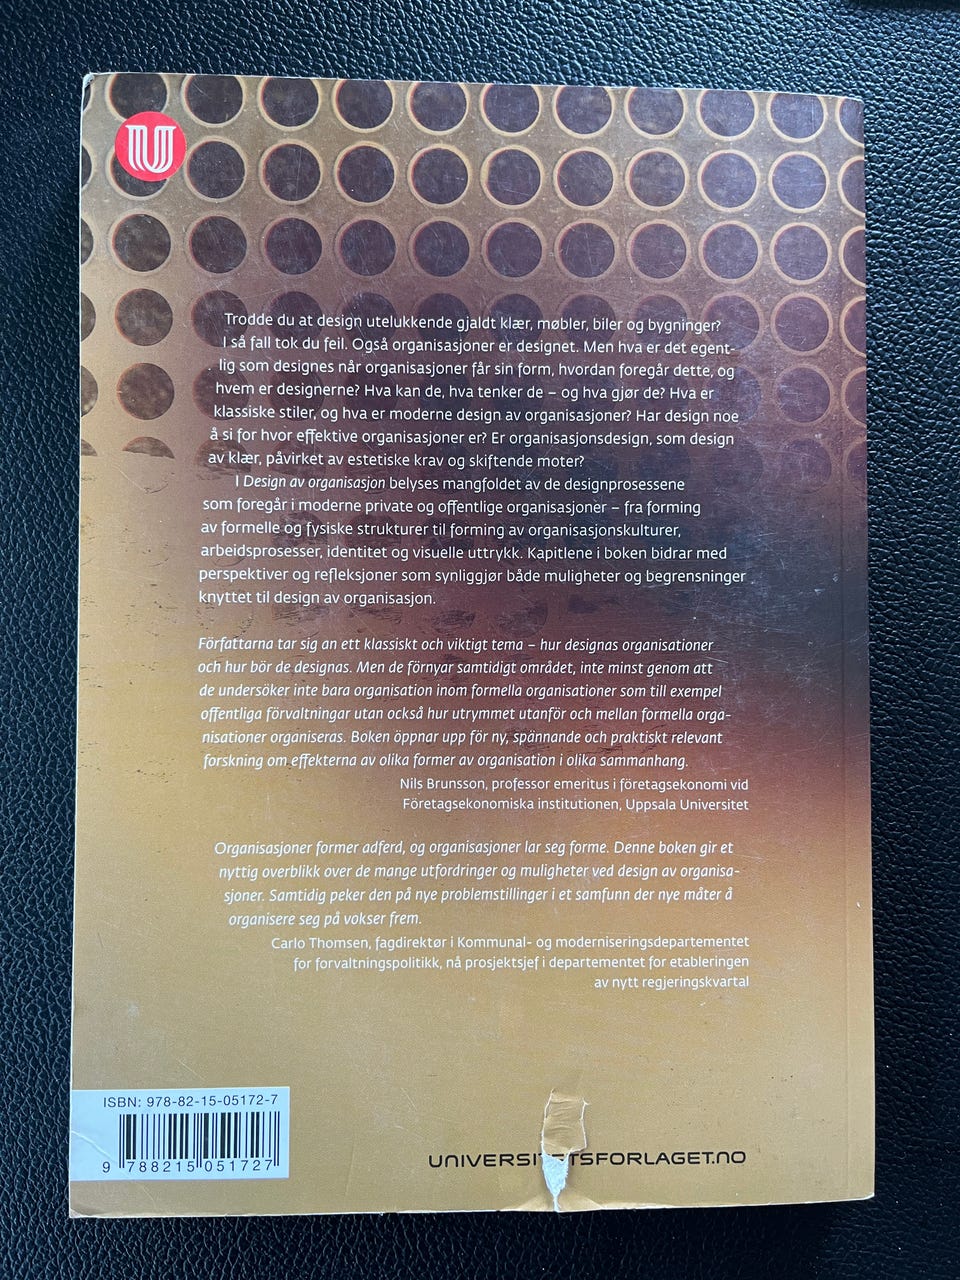 U
Trodde du at design utelukkende gjaldt klær, møbler, biler og bygninger?
I så fall tok du feil. Også organisasjoner er designet. Men hva er det egent-
lig som designes når organisasjoner får sin form, hvordan foregår dette, og
hvem er designerne? Hva kan de, hva tenker de – og hva gjør de? Hva er
klassiske stiler, og hva er moderne design av organisasjoner? Har design noe
å si for hvor effektive organisasjoner er? Er organisasjonsdesign, som design
av klær, påvirket av estetiske krav og skiftende moter?
I Design av organisasjon belyses mangfoldet av de designprosessene
som foregår i moderne private og offentlige organisasjoner – fra forming
av formelle og fysiske strukturer til forming av organisasjonskulturer,
arbeidsprosesser, identitet og visuelle uttrykk. Kapitlene i boken bidrar med
perspektiver og refleksjoner som synliggjør både muligheter og begrensninger
knyttet til design av organisasjon.
Författarna tar sig an ett klassiskt och viktigt tema – hur designas organisationer
och hur bör de designas. Men de förnyar samtidigt området, inte minst genom att
de undersöker inte bara organisation inom formella organisationer som till exempel
offentliga förvaltningar utan också hur utrymmet utanför och mellan formella orga-
nisationer organiseras. Boken öppnar upp för ny, spännande och praktiskt relevant
forskning om effekterna av olika former av organisation i olika sammanhang.
Nils Brunsson, professor emeritus i företagsekonomi vid
Företagsekonomiska institutionen, Uppsala Universitet
Organisasjoner former adferd, og organisasjoner lar seg forme. Denne boken gir et
nyttig overblikk over de mange utfordringer og muligheter ved design av organisa-
sjoner. Samtidig peker den på nye problemstillinger i et samfunn der nye måter å
organisere seg på vokser frem.
Carlo Thomsen, fagdirektør i Kommunal- og moderniseringsdepartementet
for forvaltningspolitikk, nå prosjektsjef i departementet for etableringen
av nytt regjeringskvartal
ISBN: 978-82-15-05172-7
9 788215 051727
UNIVERSITETSFORLAGET.NO